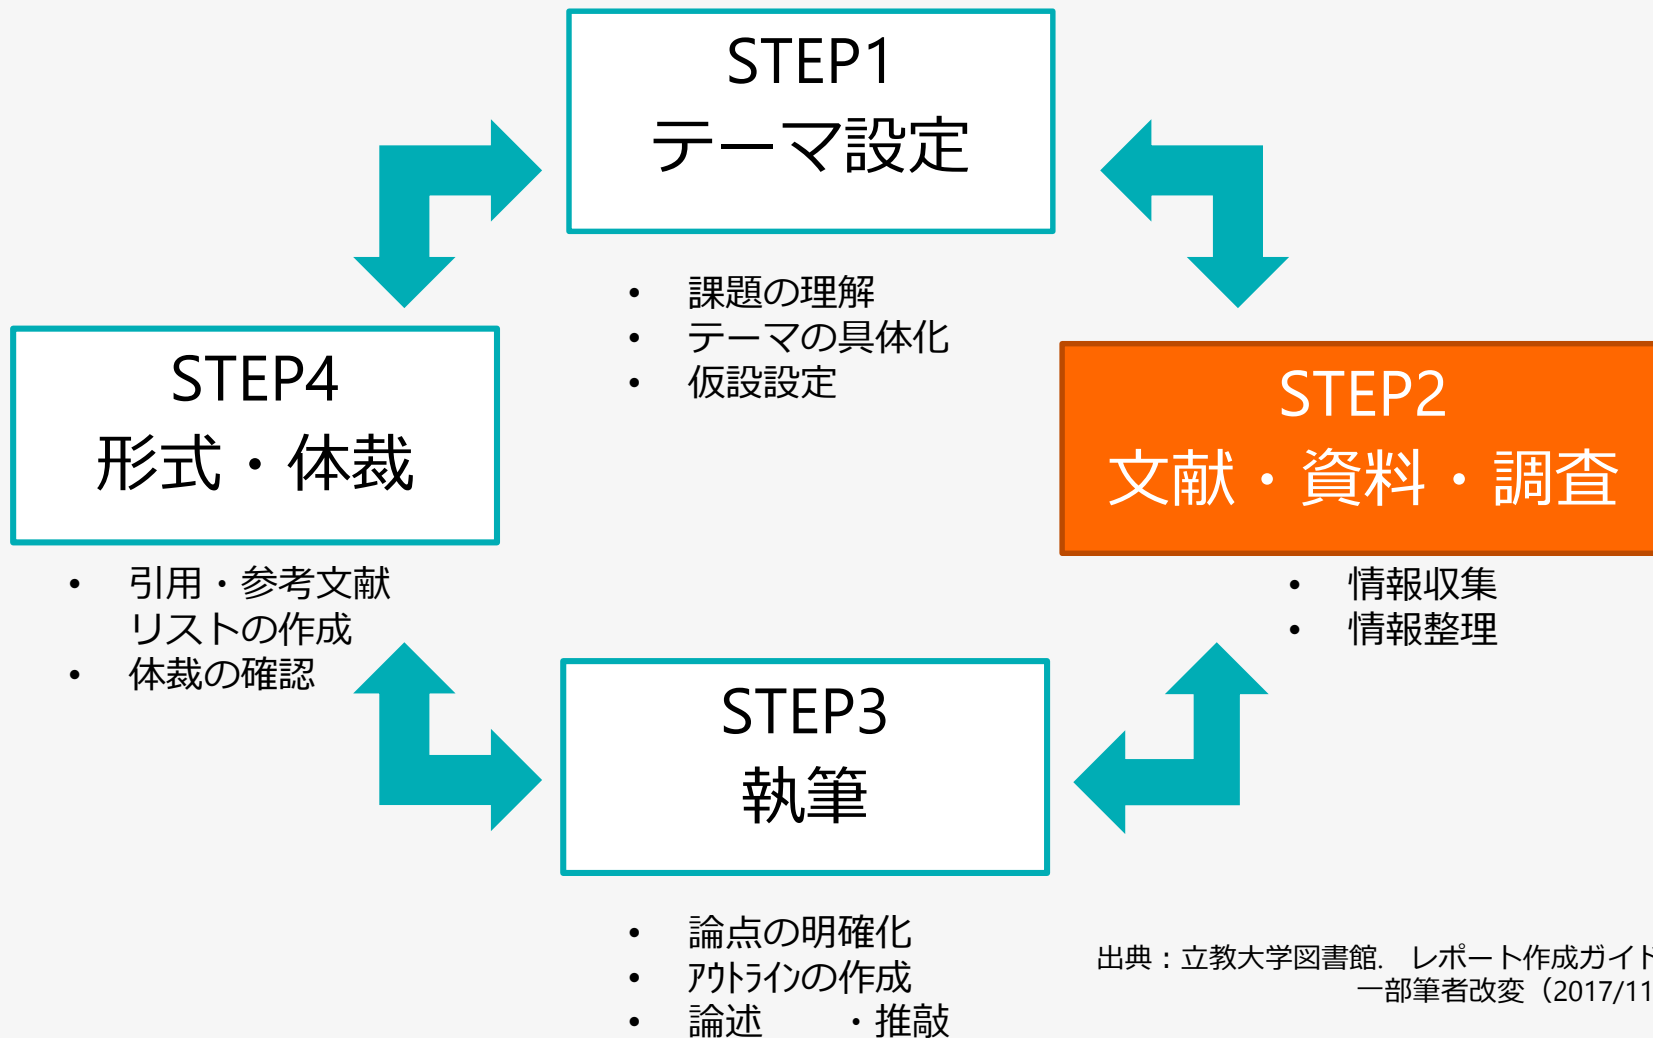 STEP1
テーマ設定
• 課題の理解
• テーマの具体化
• 仮設設定
STEP2
文献・資料・調査
• 情報収集
• 情報整理
STEP3
執筆
• 論点の明確化
• ｱｳﾄﾗｲﾝの作成
• 論述　　・推敲
STEP4
形式・体裁
• 引用・参考文献
リストの作成
• 体裁の確認
出典：立教大学図書館.　レポート作成ガイド
一部筆者改変（2017/11